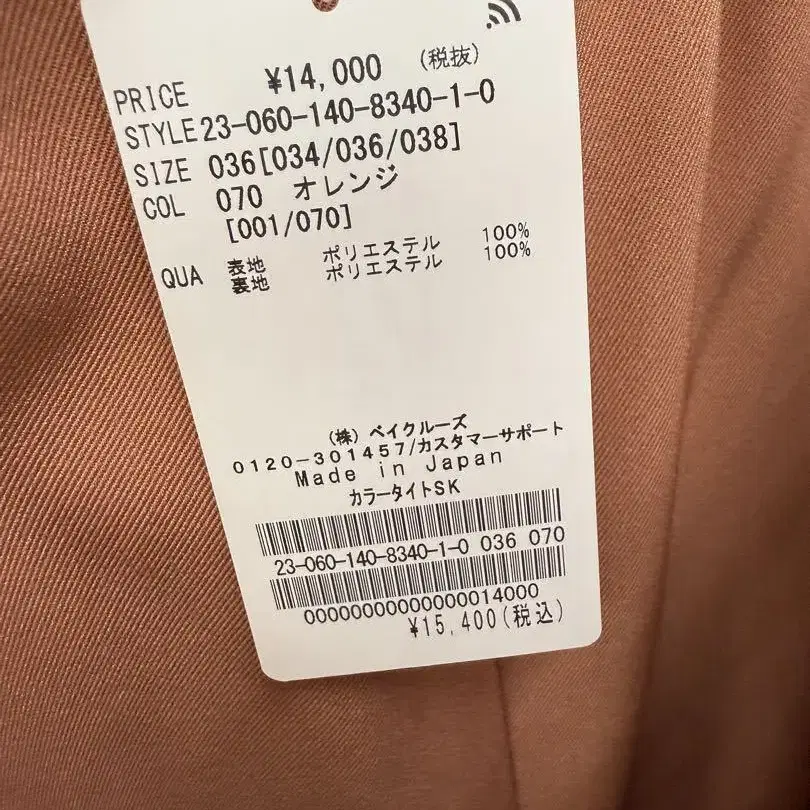 PRICE ¥14,000 (税抜)
STYLE 23-060-140-8340-1-0
SIZE 036[034/036/038]
COL 070 オレンジ
[001/070]
QUA 表地 ポリエステル 100%
裏地 ポリエステル 100%
(株) ベイクルーズ
0120-301457/カスタマーサポート
Made in Japan
カラータイトSK
23-060-140-8340-1-0 036 070
00000000000000014000
¥15,400(税込)